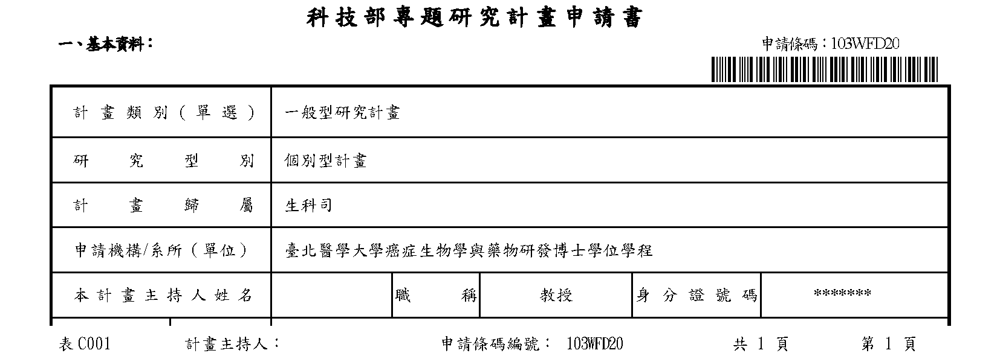 科技部專題研究計畫申請書
一、基本資料：
申請條碼：103WFD20
計畫類別(單選) 一般型研究計畫
研究型別 個別型計畫
計畫歸屬 生科司
申請機構/系所（單位） 臺北醫學大學癌症生物學與藥物研發博士學位學程
本計畫主持人姓名 職稱 教授 身分證號碼 *******
表 C001 計畫主持人： 申請條碼編號： 103WFD20 共 1 頁 第 1 頁